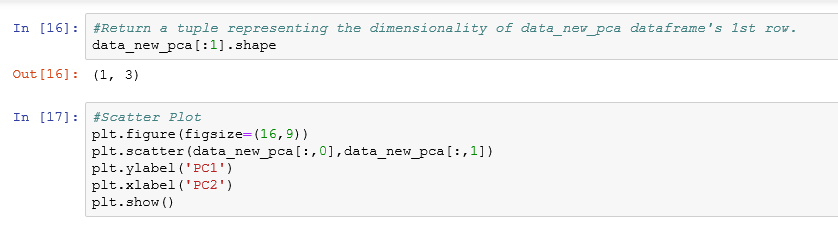 In [16]: #Return a tuple representing the dimensionality of data_new_pca dataframe's 1st row.
data_new_pca[:1].shape
Out[16]: (1, 3)
In [17]: #Scatter Plot
plt.figure(figsize=(16,9))
plt.scatter(data_new_pca[:,0],data_new_pca[:,1])
plt.ylabel('PC1')
plt.xlabel('PC2')
plt.show()